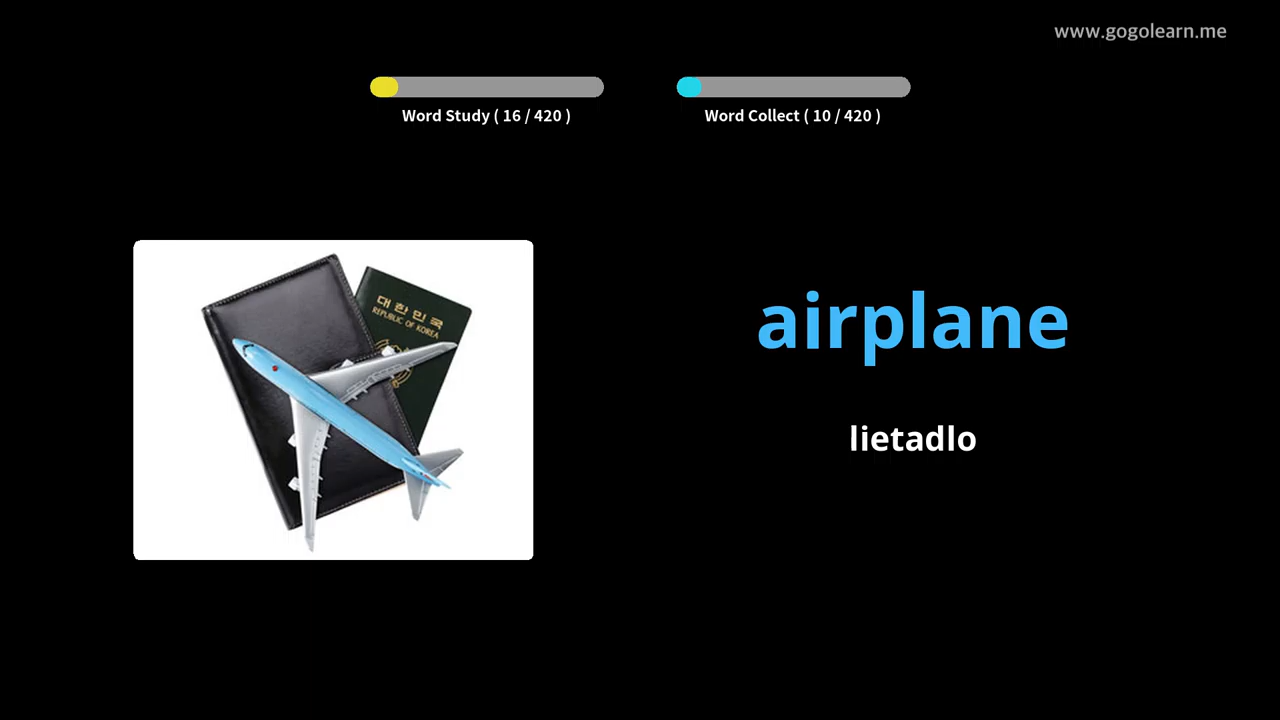 www.gogolearn.me
Word Study ( 16 / 420 )
Word Collect ( 10 / 420 )
대한민국
REPUBLIC OF KOREA
airplane
lietadlo